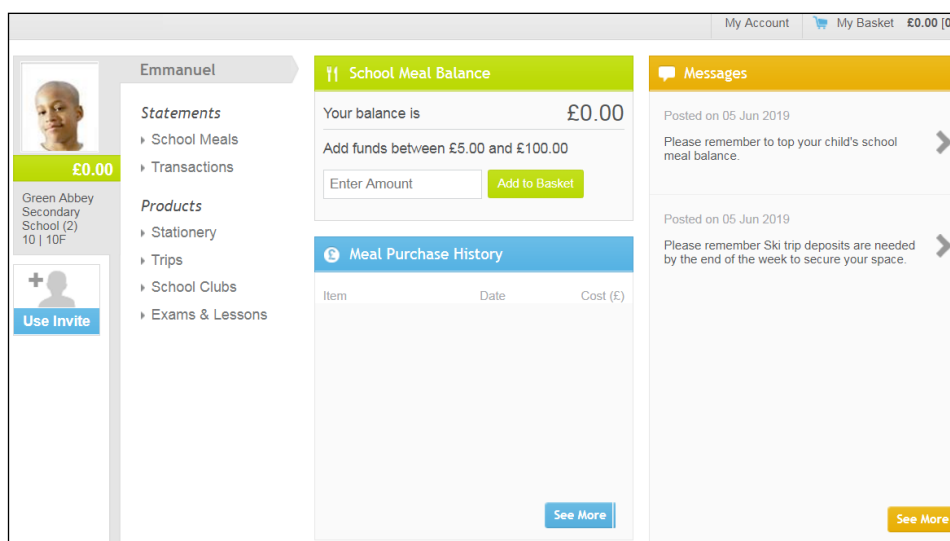 My Account
My Basket £0.00 [0
£0.00
Green Abbey
Secondary
School (2)
10 | 10F
Use Invite
Emmanuel
Statements
School Meals
Transactions
Products
Stationery
Trips
School Clubs
Exams & Lessons
School Meal Balance
Your balance is £0.00
Add funds between £5.00 and £100.00
Enter Amount Add to Basket
Meal Purchase History
Item Date Cost (£)
See More
Messages
Posted on 05 Jun 2019
Please remember to top your child's school
meal balance.
Posted on 05 Jun 2019
Please remember Ski trip deposits are needed
by the end of the week to secure your space.
See More